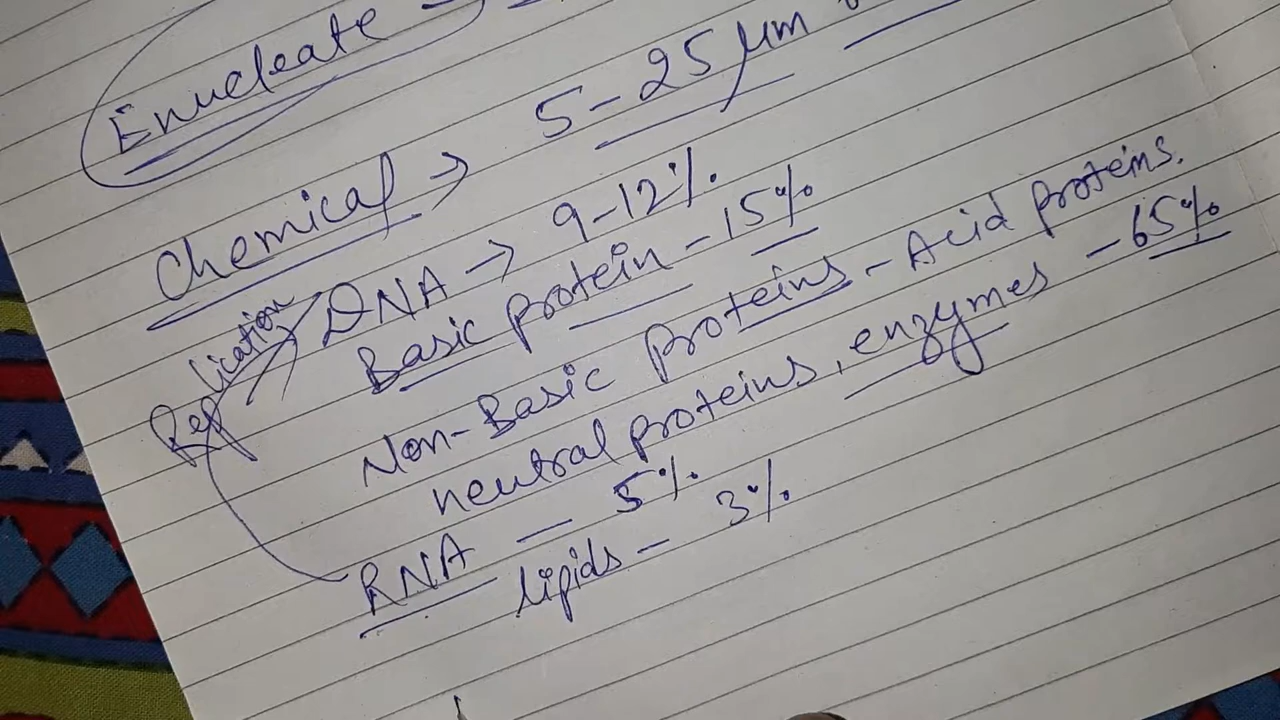 Enucleate -
5-25 μm
Chemical →
DNA → 9-12%
Replication
Basic protein - 15%
Non-Basic Proteins - Acid proteins.
neutral proteins, enzymes - 65%
RNA - 5%
lipids - 3%